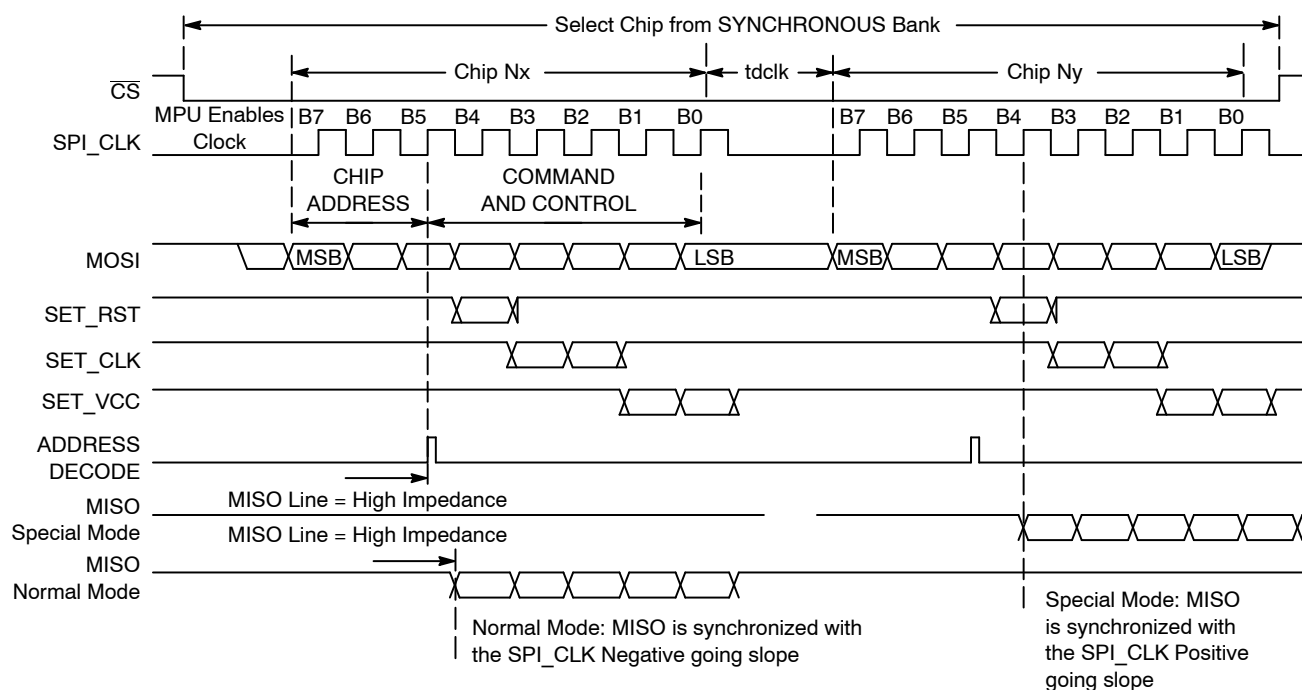 Select Chip from SYNCHRONOUS Bank
Chip Nx
tdclk
Chip Ny
CS
MPU Enables
Clock
B7 B6 B5 B4 B3 B2 B1 B0
B7 B6 B5 B4 B3 B2 B1 B0
SPI_CLK
CHIP
ADDRESS
COMMAND
AND CONTROL
MOSI
MSB
LSB
MSB
LSB
SET_RST
SET_CLK
SET_VCC
ADDRESS
DECODE
MISO Line = High Impedance
MISO
Special Mode
MISO Line = High Impedance
MISO
Normal Mode
Normal Mode: MISO is synchronized with
the SPI_CLK Negative going slope
Special Mode: MISO
is synchronized with
the SPI_CLK Positive
going slope